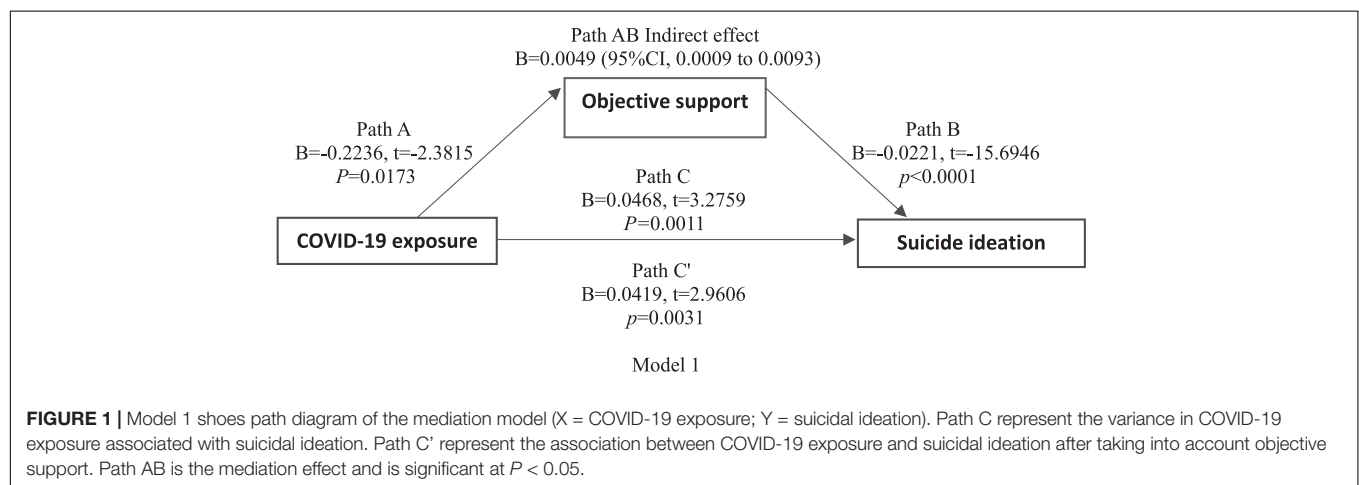 Path AB Indirect effect
B=0.0049 (95%CI, 0.0009 to 0.0093)
Objective support
Path A
B=-0.2236, t=-2.3815
P=0.0173
Path B
B=-0.0221, t=-15.6946
p<0.0001
Path C
B=0.0468, t=3.2759
P=0.0011
COVID-19 exposure
Suicide ideation
Path C'
B=0.0419, t=2.9606
p=0.0031
Model 1
FIGURE 1 | Model 1 shoes path diagram of the mediation model (X = COVID-19 exposure; Y = suicidal ideation). Path C represent the variance in COVID-19
exposure associated with suicidal ideation. Path C’ represent the association between COVID-19 exposure and suicidal ideation after taking into account objective
support. Path AB is the mediation effect and is significant at P < 0.05.